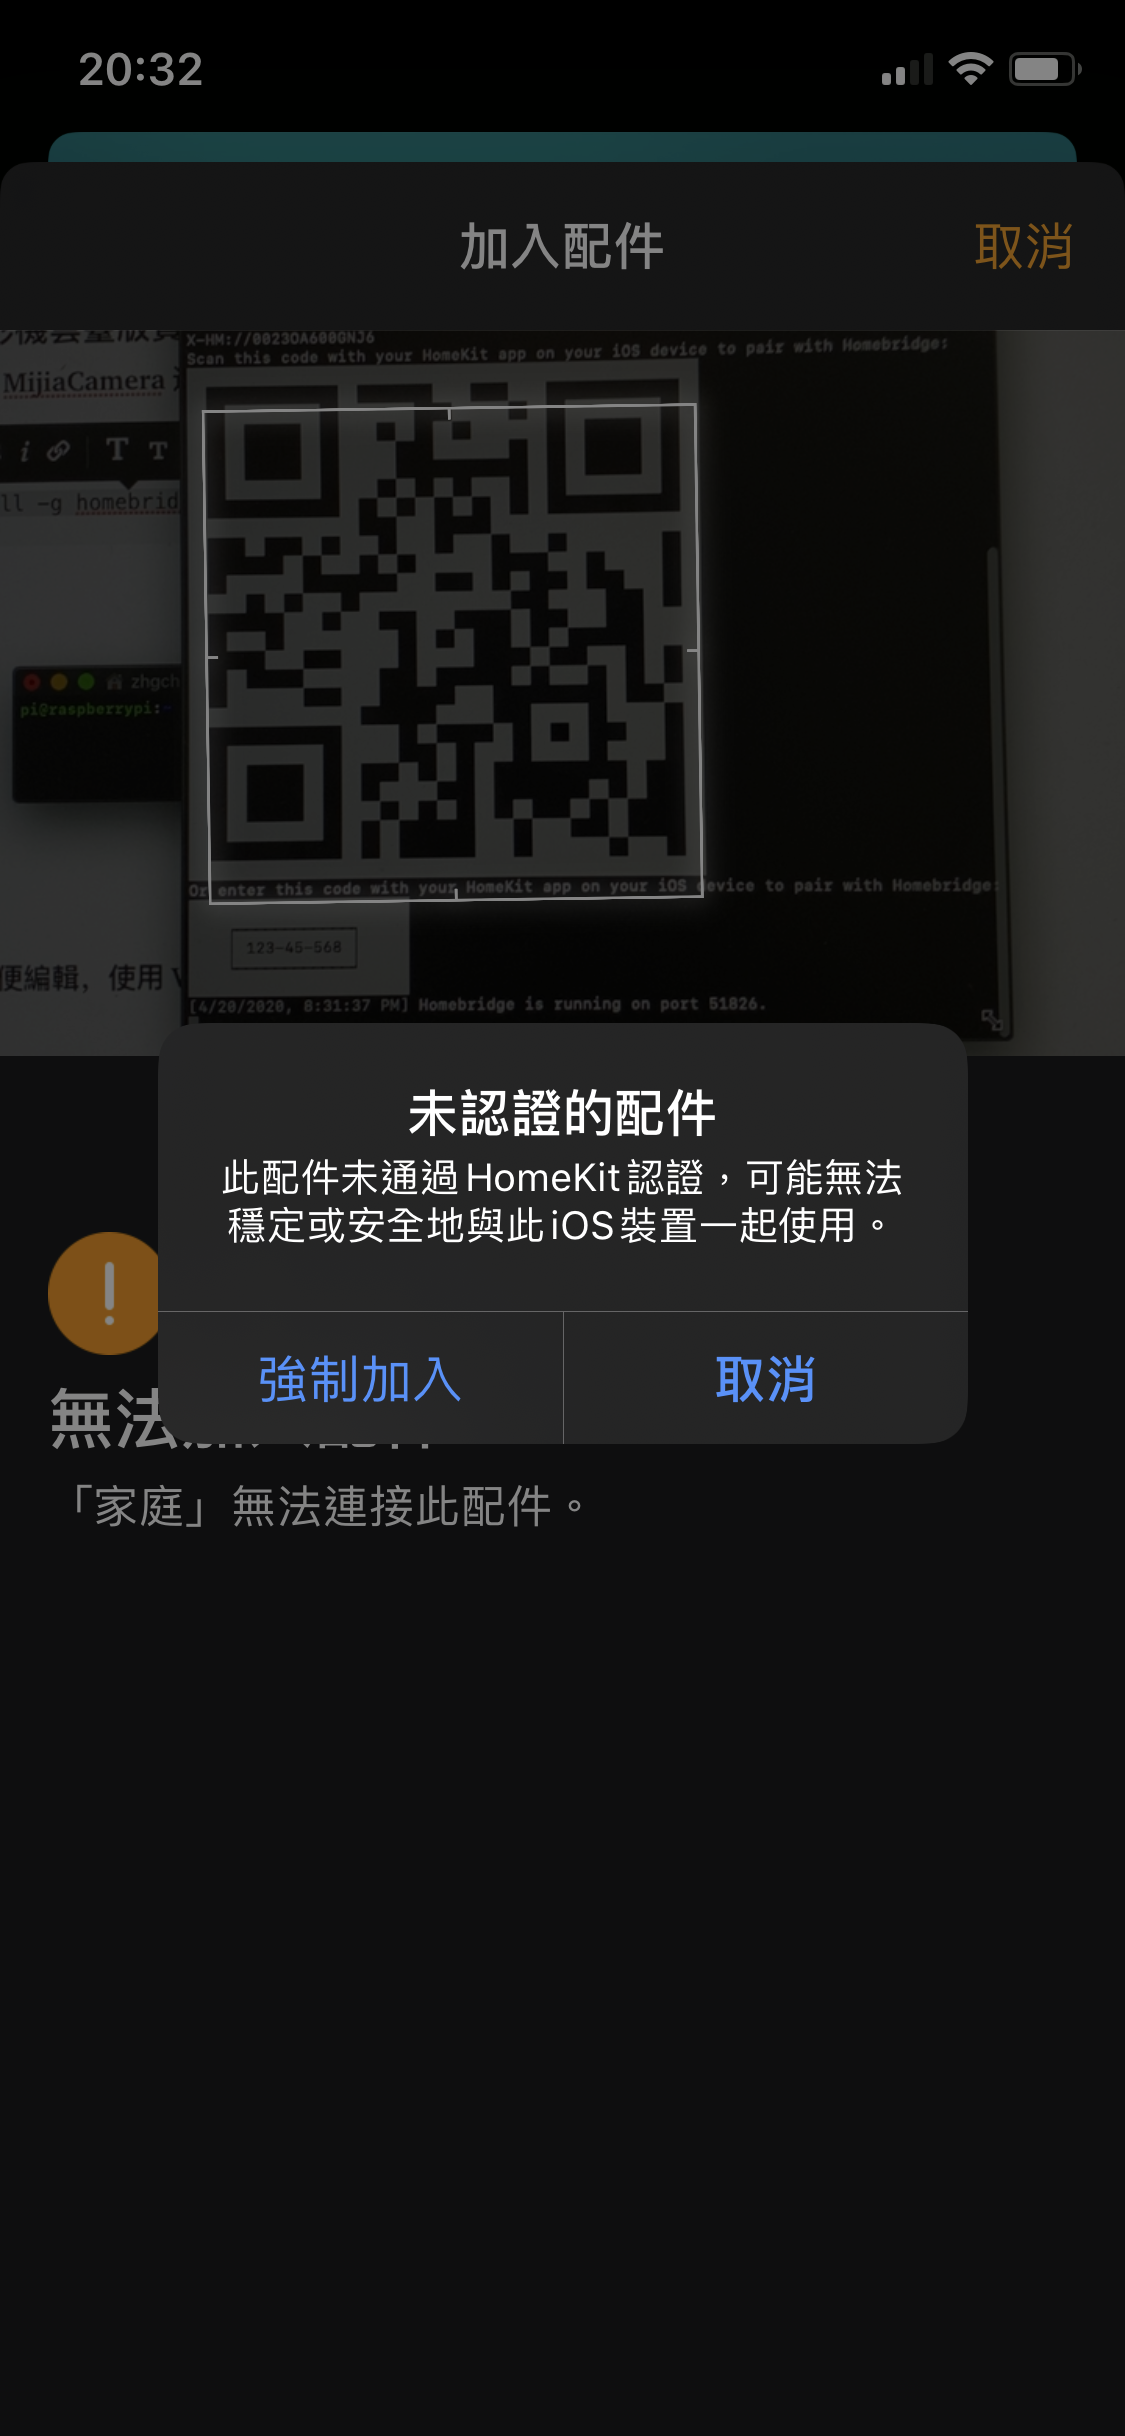 20:32
加入配件
取消
X-HM://0023OA600GNJ6
Scan this code with your HomeKit app on your iOS device to pair with Homebridge:
MijiaCamera
i T T
ll -g homebrid
zhgch
pi@raspberrypi:~
Or enter this code with your HomeKit app on your iOS device to pair with Homebridge:
123-45-568
便編輯，使用 V
[4/20/2020, 8:31:37 PM] Homebridge is running on port 51826.
未認證的配件
此配件未通過HomeKit認證，可能無法
穩定或安全地與此iOS裝置一起使用。
強制加入
取消
無法加入配件
「家庭」無法連接此配件。